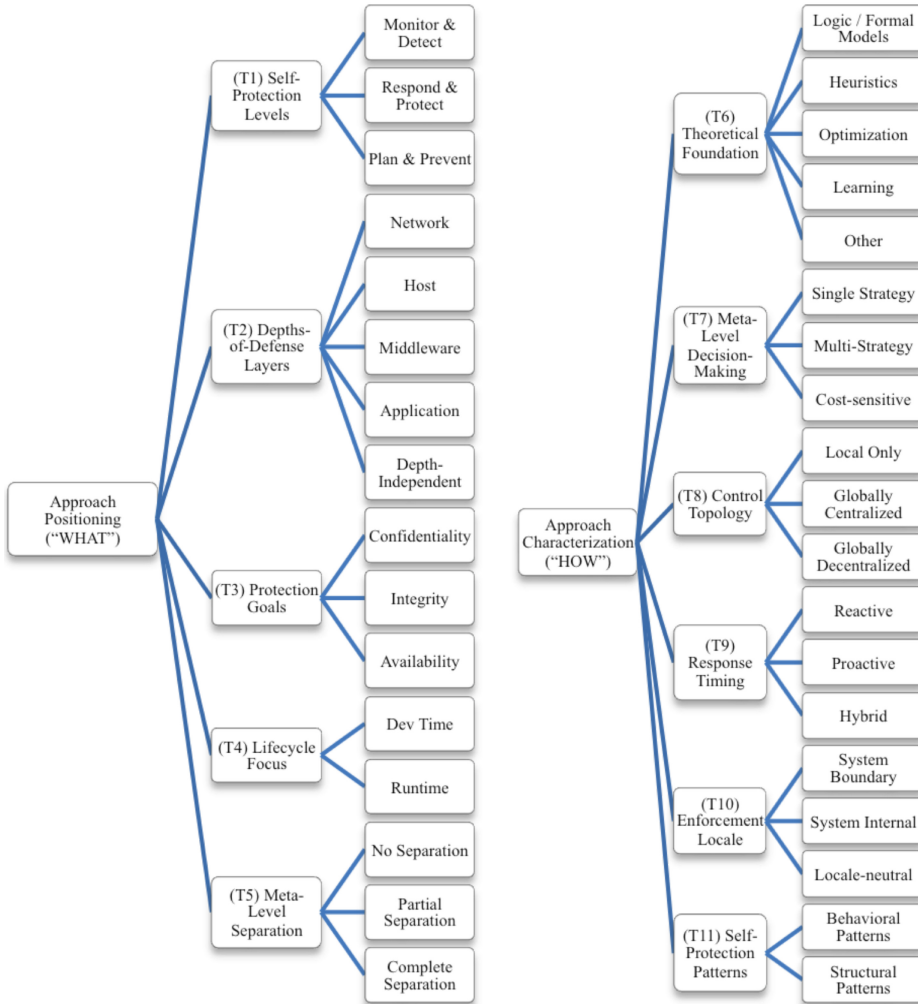 Approach
Positioning
(“WHAT”)
(T1) Self-
Protection
Levels
Monitor &
Detect
Respond &
Protect
Plan & Prevent
(T2) Depths-
of-Defense
Layers
Network
Host
Middleware
Application
Depth-
Independent
(T3) Protection
Goals
Confidentiality
Integrity
Availability
(T4) Lifecycle
Focus
Dev Time
Runtime
(T5) Meta-
Level
Separation
No Separation
Partial
Separation
Complete
Separation
Approach
Characterization
(“HOW”)
(T6)
Theoretical
Foundation
Logic / Formal
Models
Heuristics
Optimization
Learning
Other
(T7) Meta-
Level
Decision-
Making
Single Strategy
Multi-Strategy
Cost-sensitive
(T8) Control
Topology
Local Only
Globally
Centralized
Globally
Decentralized
(T9)
Response
Timing
Reactive
Proactive
Hybrid
(T10)
Enforcement
Locale
System
Boundary
System Internal
Locale-neutral
(T11) Self-
Protection
Patterns
Behavioral
Patterns
Structural
Patterns